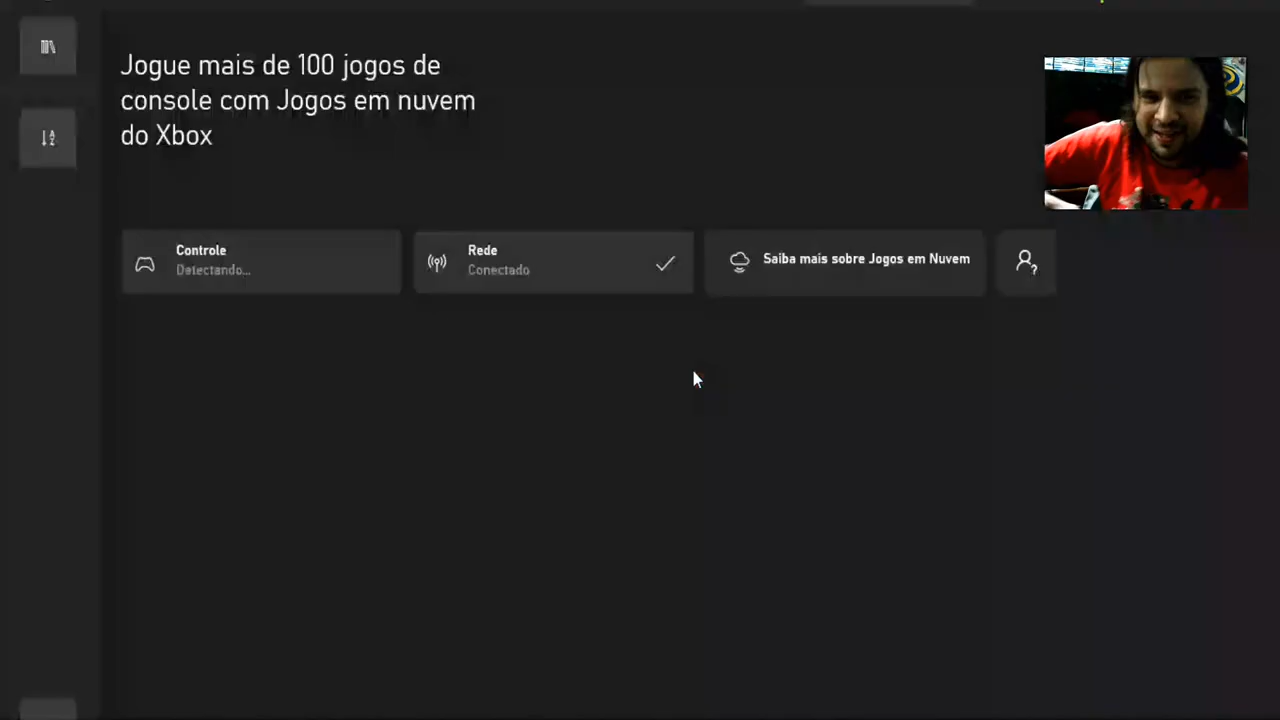 Jogue mais de 100 jogos de
console com Jogos em nuvem
do Xbox
Controle
Detectando...
Rede
Conectado
Saiba mais sobre Jogos em Nuvem